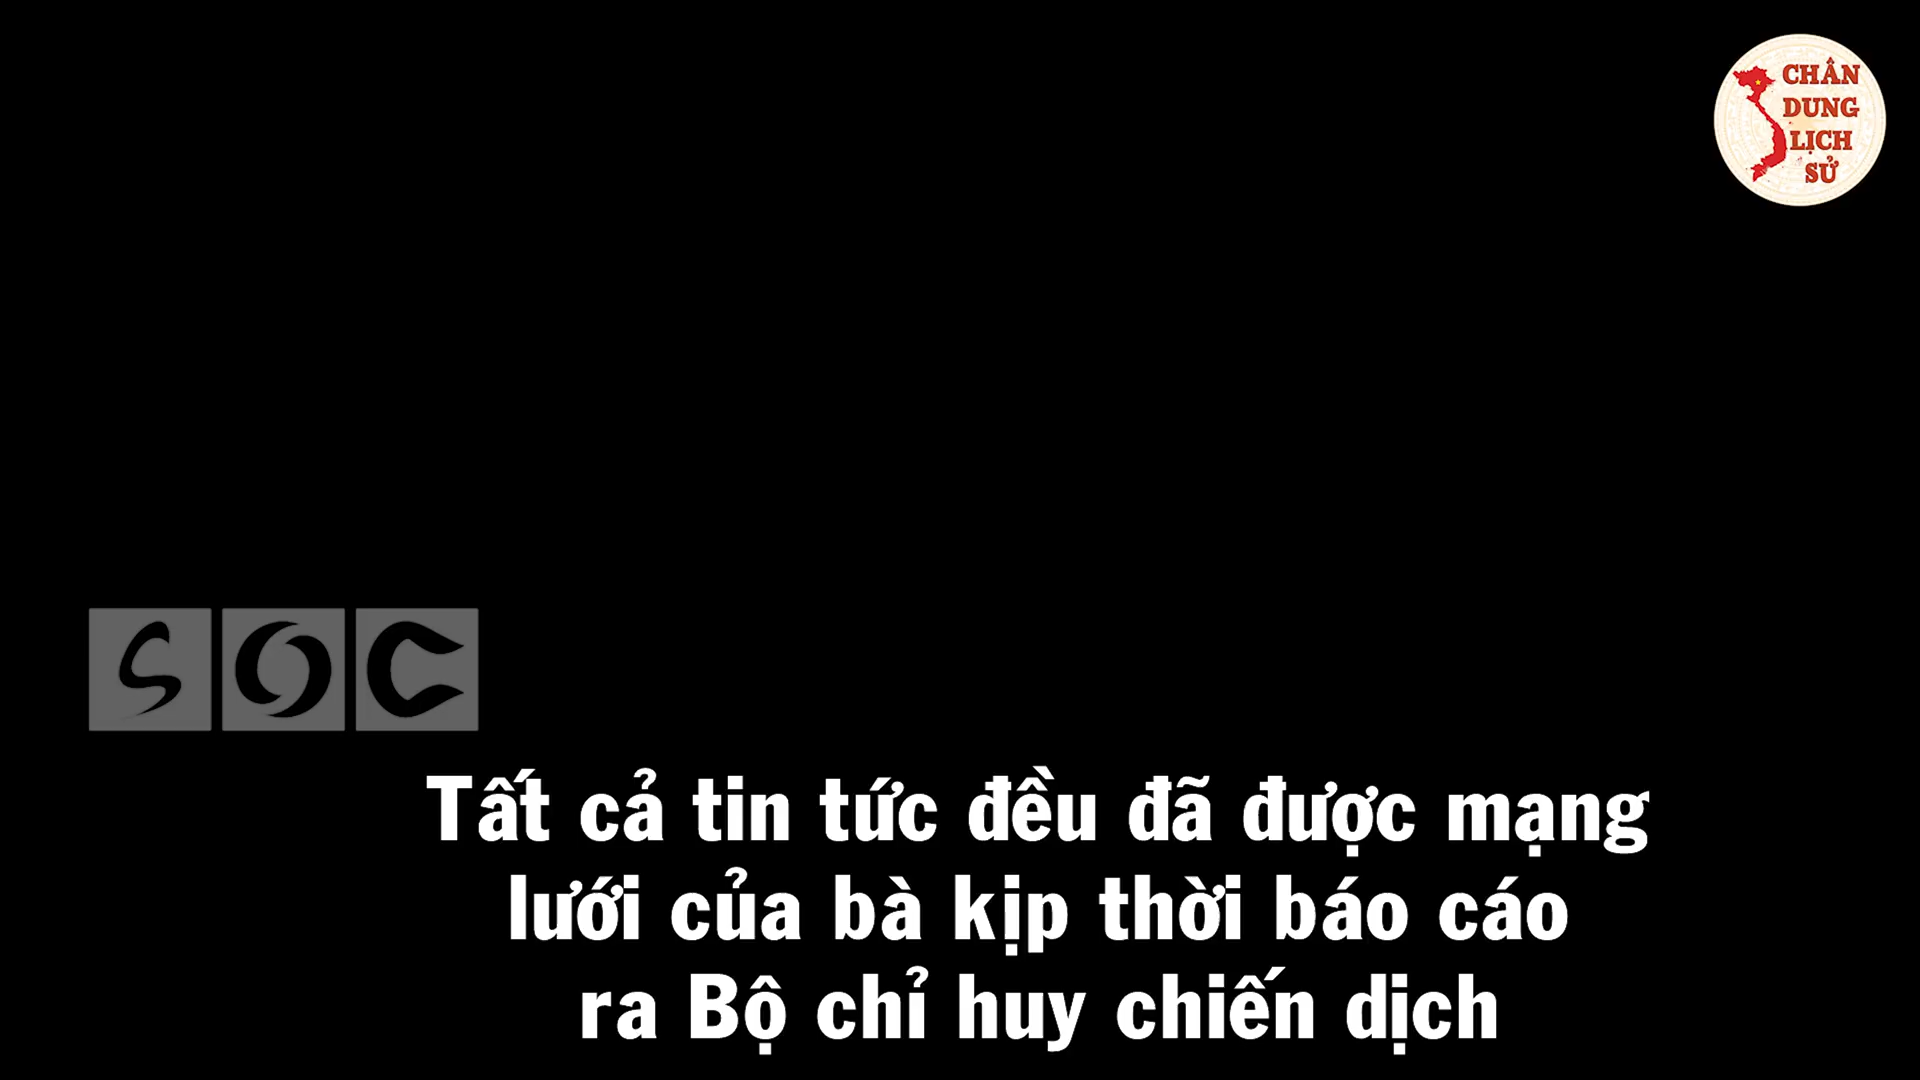 CHÂN
DUNG
LỊCH
SỬ
SOC
Tất cả tin tức đều đã được mạng
lưới của bà kịp thời báo cáo
ra Bộ chỉ huy chiến dịch